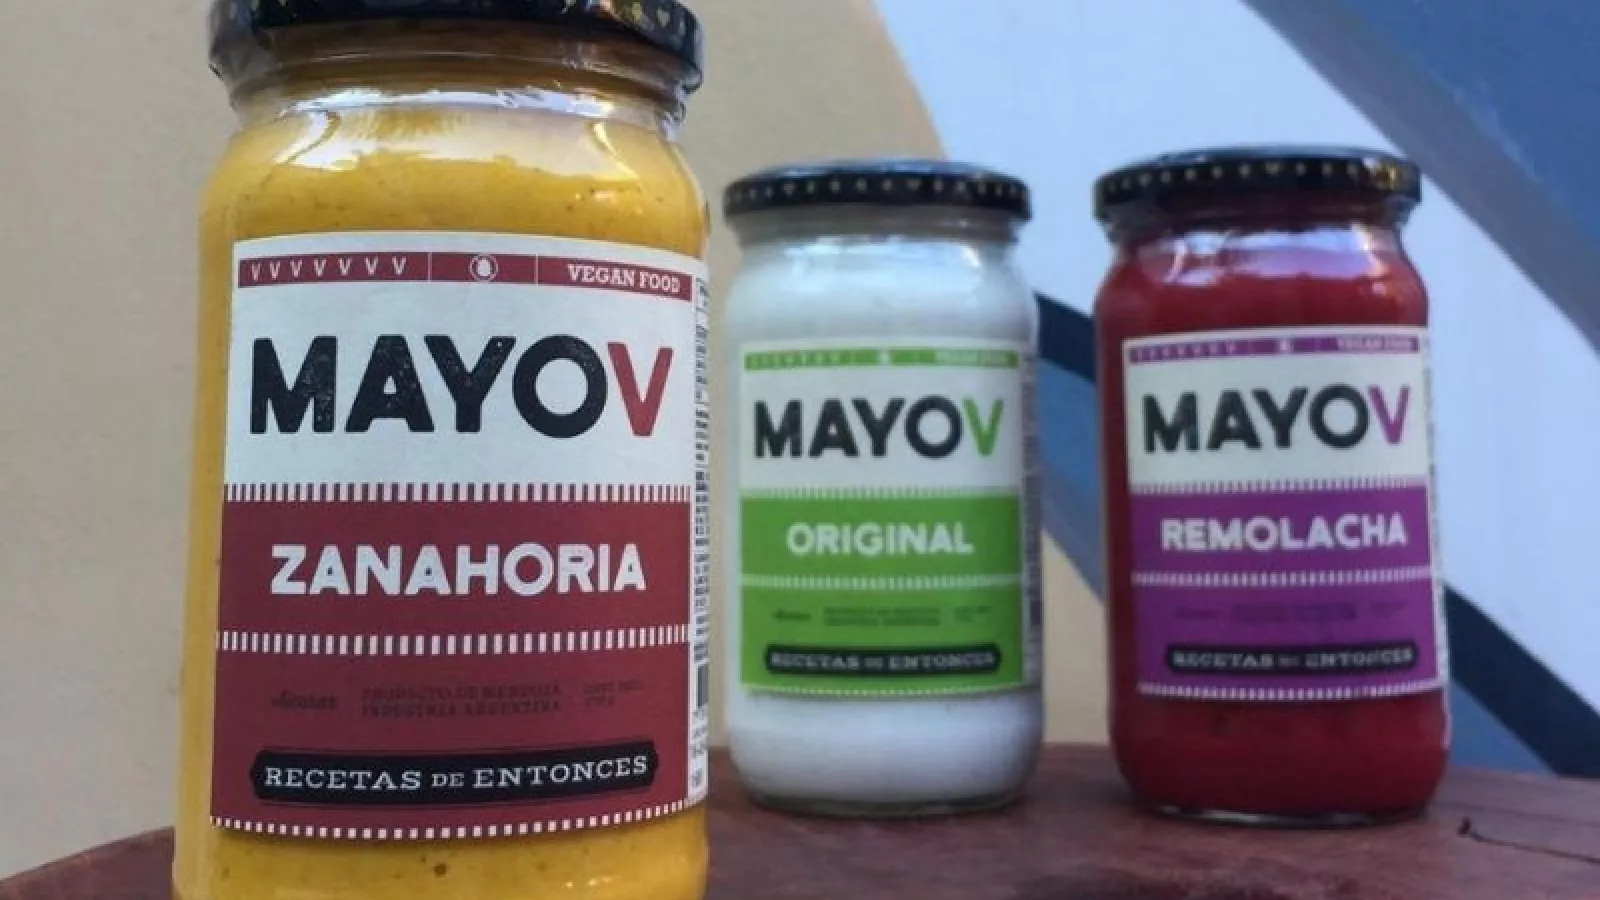 VVVVVVV VEGAN FOOD
MAYOV
ZANAHORIA
PRODUCTO DE MENDOZA
INDUSTRIA ARGENTINA
RECETAS DE ENTONCES
VEGAN FOOD
MAYOV
ORIGINAL
RECETAS DE ENTONCES
VEGAN FOOD
MAYOV
REMOLACHA
RECETAS DE ENTONCES